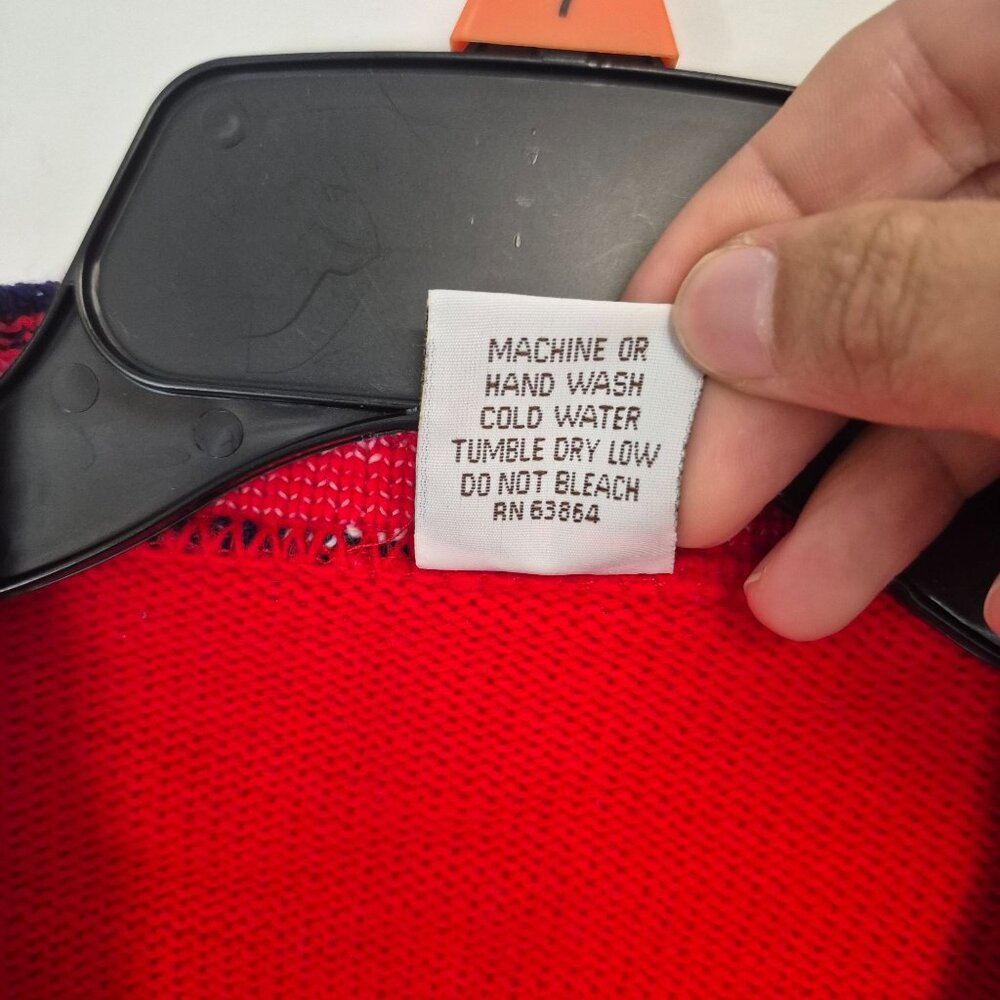 MACHINE OR
HAND WASH
COLD WATER
TUMBLE DRY LOW
DO NOT BLEACH
RN 63864